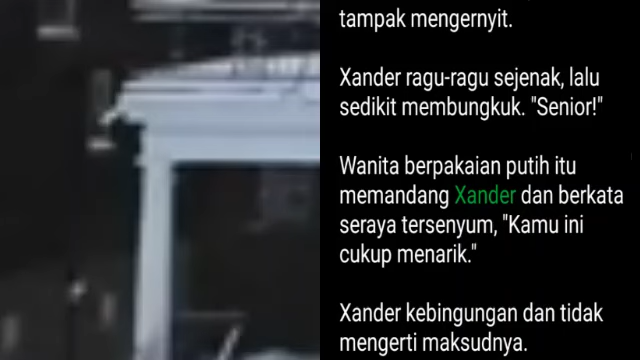 tampak mengernyit.
Xander ragu-ragu sejenak, lalu
sedikit membungkuk. "Senior!"
Wanita berpakaian putih itu
memandang Xander dan berkata
seraya tersenyum, "Kamu ini
cukup menarik."
Xander kebingungan dan tidak
mengerti maksudnya.